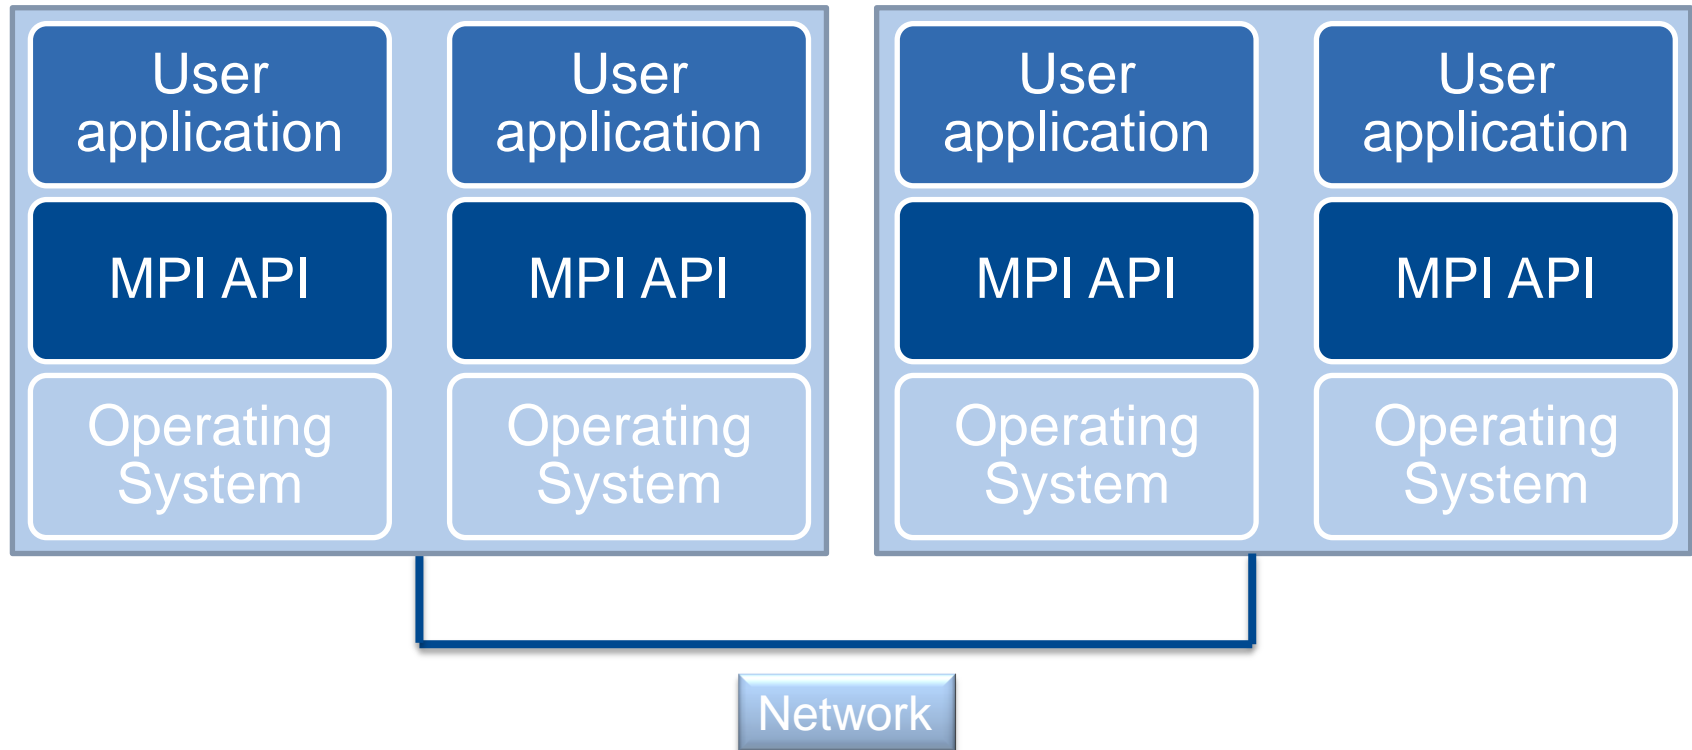 User
application
User
application
User
application
User
application
MPI API
MPI API
MPI API
MPI API
Operating
System
Operating
System
Operating
System
Operating
System
Network